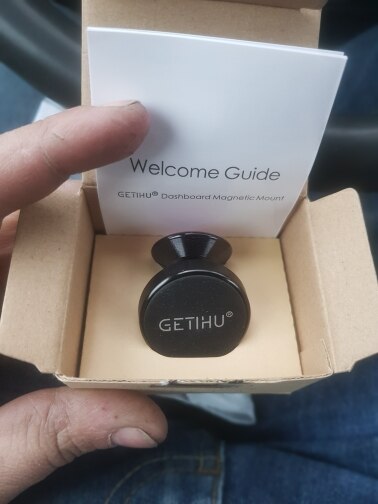 Welcome Guide
GETIHU® Dashboard Magnetic Mount
GETIHU®